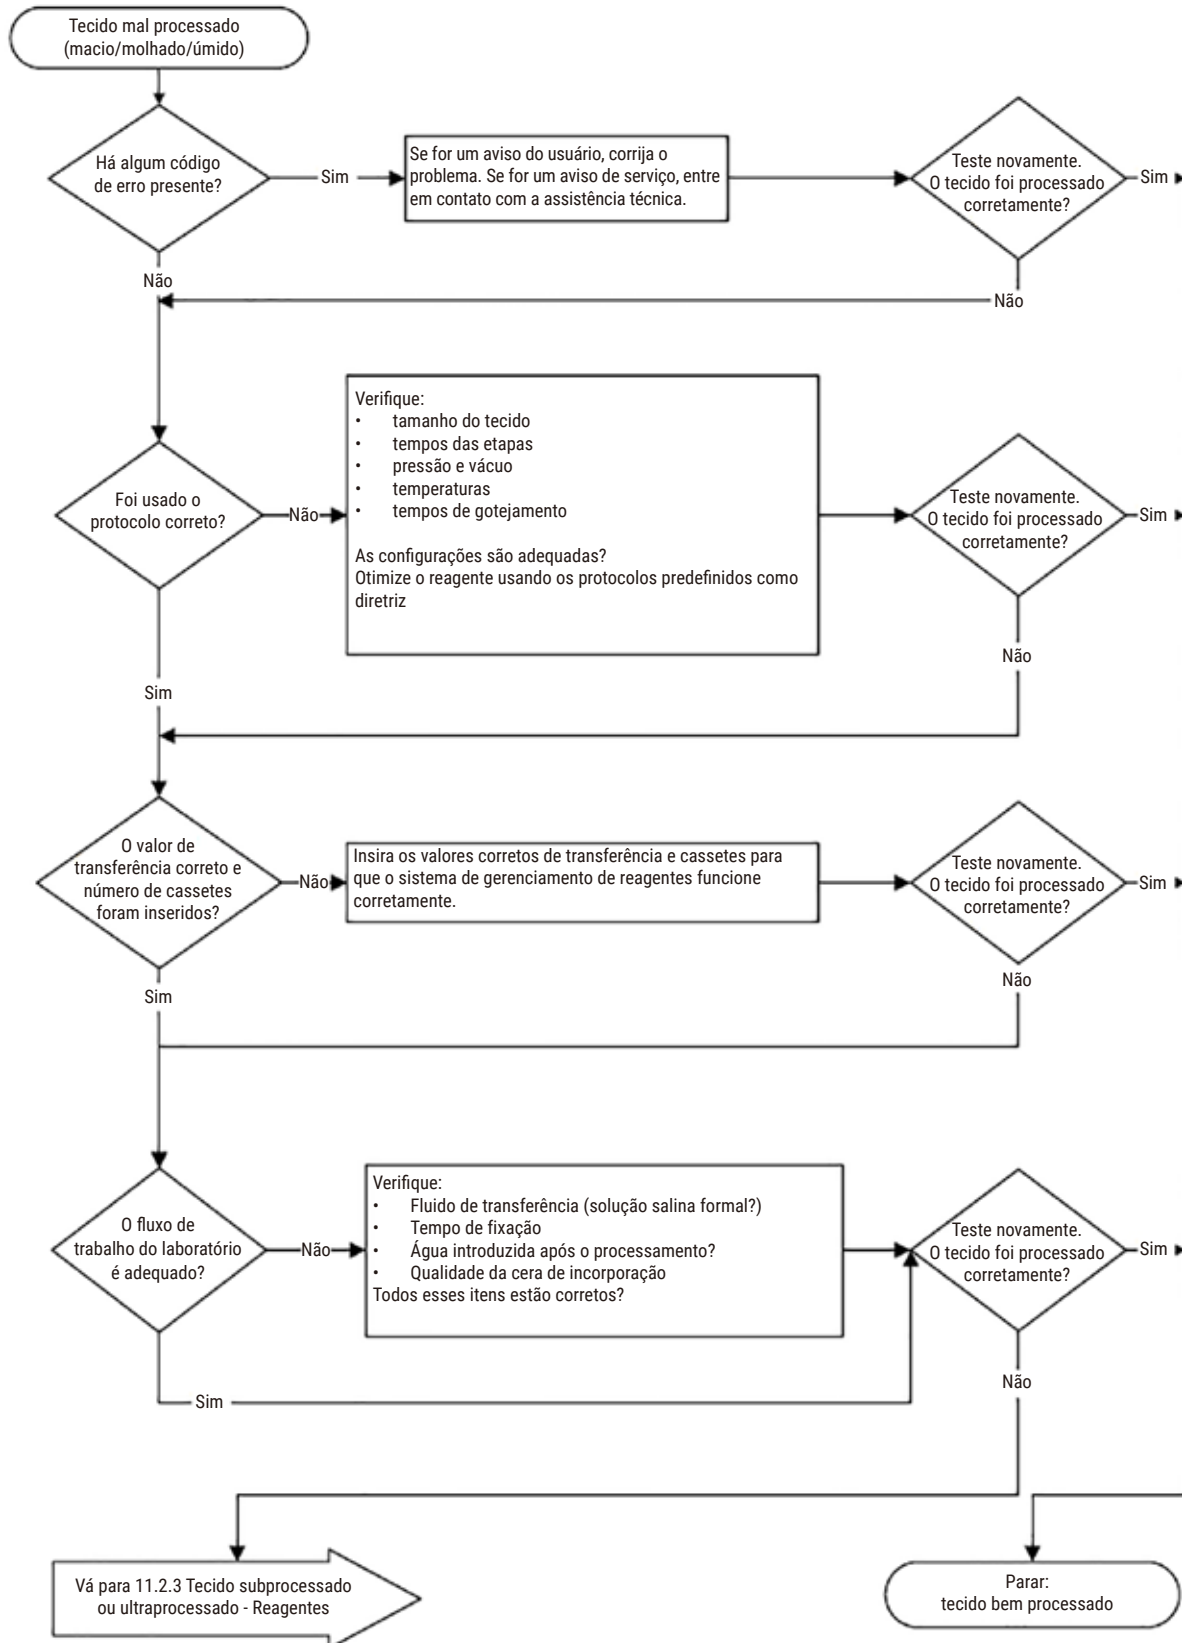 Tecido mal processado
(macio/molhado/úmido)
Há algum código
de erro presente?
Sim
Se for um aviso do usuário, corrija o
problema. Se for um aviso de serviço, entre
em contato com a assistência técnica.
Teste novamente.
O tecido foi processado
corretamente?
Sim
Não
Não
Foi usado o
protocolo correto?
Não
Verifique:
• tamanho do tecido
• tempos das etapas
• pressão e vácuo
• temperaturas
• tempos de gotejamento
As configurações são adequadas?
Otimize o reagente usando os protocolos predefinidos como
diretriz
Teste novamente.
O tecido foi processado
corretamente?
Sim
Não
Sim
O valor de
transferência correto e
número de cassetes
foram inseridos?
Não
Insira os valores corretos de transferência e cassetes para
que o sistema de gerenciamento de reagentes funcione
corretamente.
Teste novamente.
O tecido foi processado
corretamente?
Sim
Não
Sim
O fluxo de
trabalho do laboratório
é adequado?
Não
Verifique:
• Fluido de transferência (solução salina formal?)
• Tempo de fixação
• Água introduzida após o processamento?
• Qualidade da cera de incorporação
Todos esses itens estão corretos?
Teste novamente.
O tecido foi processado
corretamente?
Sim
Não
Sim
Vá para 11.2.3 Tecido subprocessado
ou ultraprocessado - Reagentes
Parar:
tecido bem processado